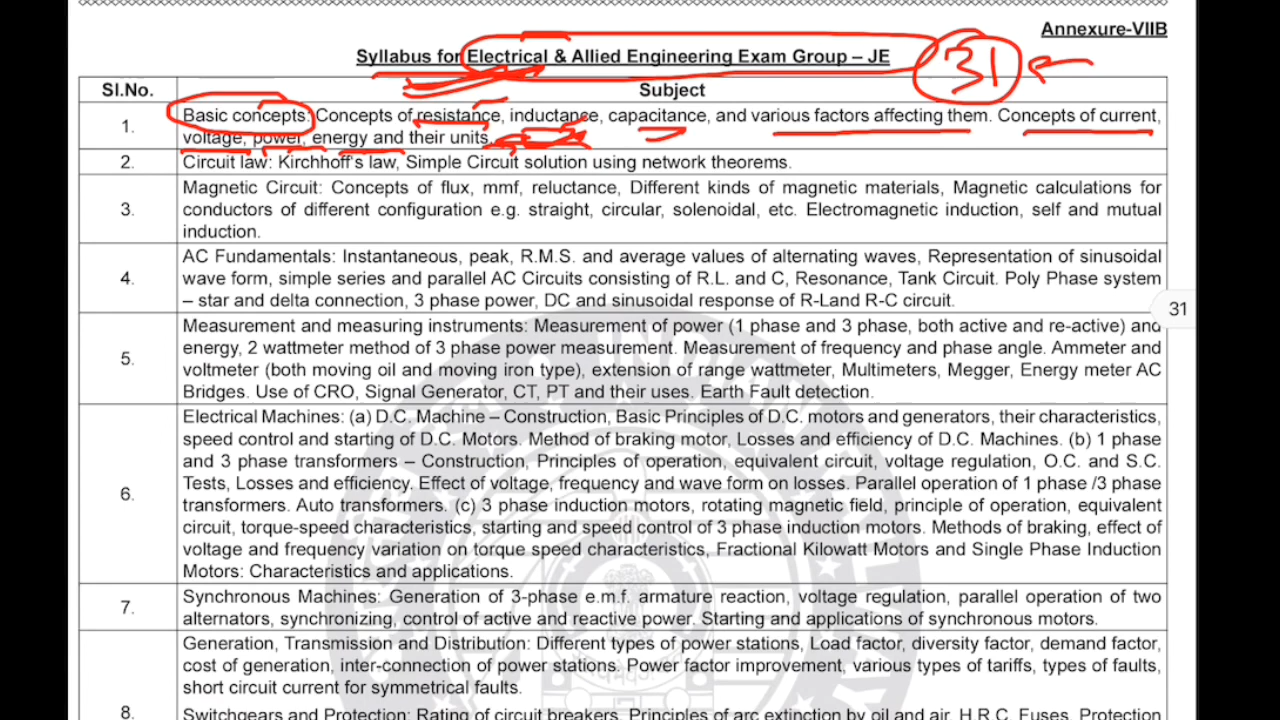 Annexure-VIIB
Syllabus for Electrical & Allied Engineering Exam Group – JE
31
Sl.No. Subject
1. Basic concepts: Concepts of resistance, inductance, capacitance, and various factors affecting them. Concepts of current,
voltage, power, energy and their units.
2. Circuit law: Kirchhoff's law, Simple Circuit solution using network theorems.
3. Magnetic Circuit: Concepts of flux, mmf, reluctance, Different kinds of magnetic materials, Magnetic calculations for
conductors of different configuration e.g. straight, circular, solenoidal, etc. Electromagnetic induction, self and mutual
induction.
4. AC Fundamentals: Instantaneous, peak, R.M.S. and average values of alternating waves, Representation of sinusoidal
wave form, simple series and parallel AC Circuits consisting of R.L. and C, Resonance, Tank Circuit. Poly Phase system
– star and delta connection, 3 phase power, DC and sinusoidal response of R-Land R-C circuit.
31
5. Measurement and measuring instruments: Measurement of power (1 phase and 3 phase, both active and re-active) and
energy, 2 wattmeter method of 3 phase power measurement. Measurement of frequency and phase angle. Ammeter and
voltmeter (both moving oil and moving iron type), extension of range wattmeter, Multimeters, Megger, Energy meter AC
Bridges. Use of CRO, Signal Generator, CT, PT and their uses. Earth Fault detection.
6. Electrical Machines: (a) D.C. Machine – Construction, Basic Principles of D.C. motors and generators, their characteristics,
speed control and starting of D.C. Motors. Method of braking motor, Losses and efficiency of D.C. Machines. (b) 1 phase
and 3 phase transformers – Construction, Principles of operation, equivalent circuit, voltage regulation, O.C. and S.C.
Tests, Losses and efficiency. Effect of voltage, frequency and wave form on losses. Parallel operation of 1 phase /3 phase
transformers. Auto transformers. (c) 3 phase induction motors, rotating magnetic field, principle of operation, equivalent
circuit, torque-speed characteristics, starting and speed control of 3 phase induction motors. Methods of braking, effect of
voltage and frequency variation on torque speed characteristics, Fractional Kilowatt Motors and Single Phase Induction
Motors: Characteristics and applications.
7. Synchronous Machines: Generation of 3-phase e.m.f. armature reaction, voltage regulation, parallel operation of two
alternators, synchronizing, control of active and reactive power. Starting and applications of synchronous motors.
Generation, Transmission and Distribution: Different types of power stations, Load factor, diversity factor, demand factor,
cost of generation, inter-connection of power stations. Power factor improvement, various types of tariffs, types of faults,
short circuit current for symmetrical faults.
8. Switchgears and Protection: Rating of circuit breakers, Principles of arc extinction by oil and air, H.R.C. Fuses, Protection